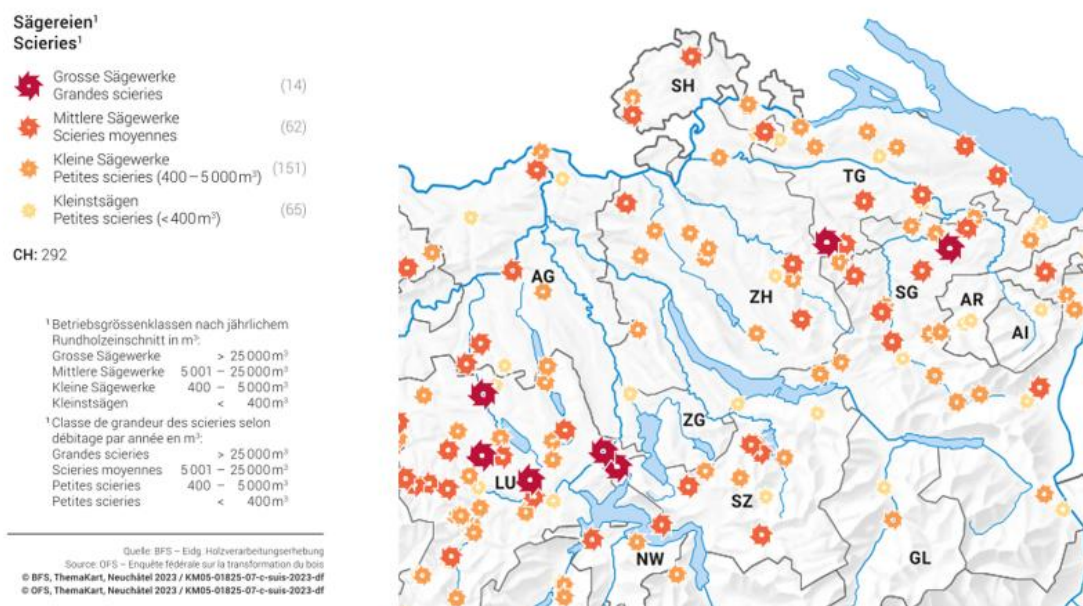 Sägereien¹
Scieries¹
Grosse Sägewerke
Grandes scieries
(14)
Mittlere Sägewerke
Scieries moyennes
(62)
Kleine Sägewerke
Petites scieries (400 – 5 000 m³)
(151)
Kleinstsägen
Petites scieries (< 400 m³)
(65)
CH: 292
¹ Betriebsgrössenklassen nach jährlichem
Rundholzeinschnitt in m³:
Grosse Sägewerke > 25 000 m³
Mittlere Sägewerke 5 001 – 25 000 m³
Kleine Sägewerke 400 – 5 000 m³
Kleinstsägen < 400 m³
¹ Classe de grandeur des scieries selon
débitage par année en m³:
Grandes scieries > 25 000 m³
Scieries moyennes 5 001 – 25 000 m³
Petites scieries 400 – 5 000 m³
Petites scieries < 400 m³
Quelle: BFS – Eidg. Holzverarbeitungserhebung
Source: OFS – Enquête fédérale sur la transformation du bois
© BFS, ThemaKart, Neuchâtel 2023 / KM05-01825-07-c-suis-2023-df
© OFS, ThemaKart, Neuchâtel 2023 / KM05-01825-07-c-suis-2023-df
SH
TG
AG
ZH
SG
AR
AI
ZG
LU
SZ
NW
GL